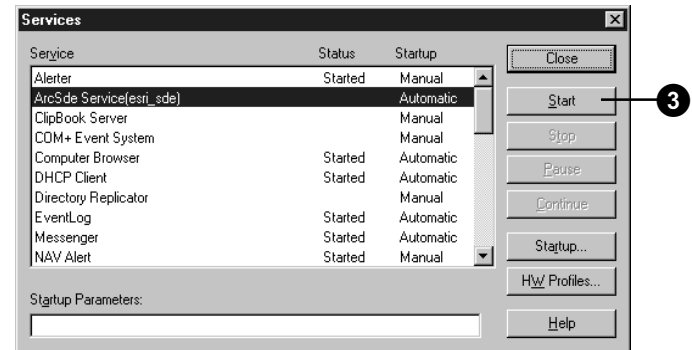 Services
Service Status Startup
Alerter Started Manual
ArcSde Service(esri_sde) Automatic
ClipBook Server Manual
COM+ Event System Manual
Computer Browser Started Automatic
DHCP Client Started Automatic
Directory Replicator Manual
EventLog Started Automatic
Messenger Started Automatic
NAV Alert Started Manual
Startup Parameters:
Close
Start
3
Stop
Pause
Continue
Startup...
HW Profiles...
Help